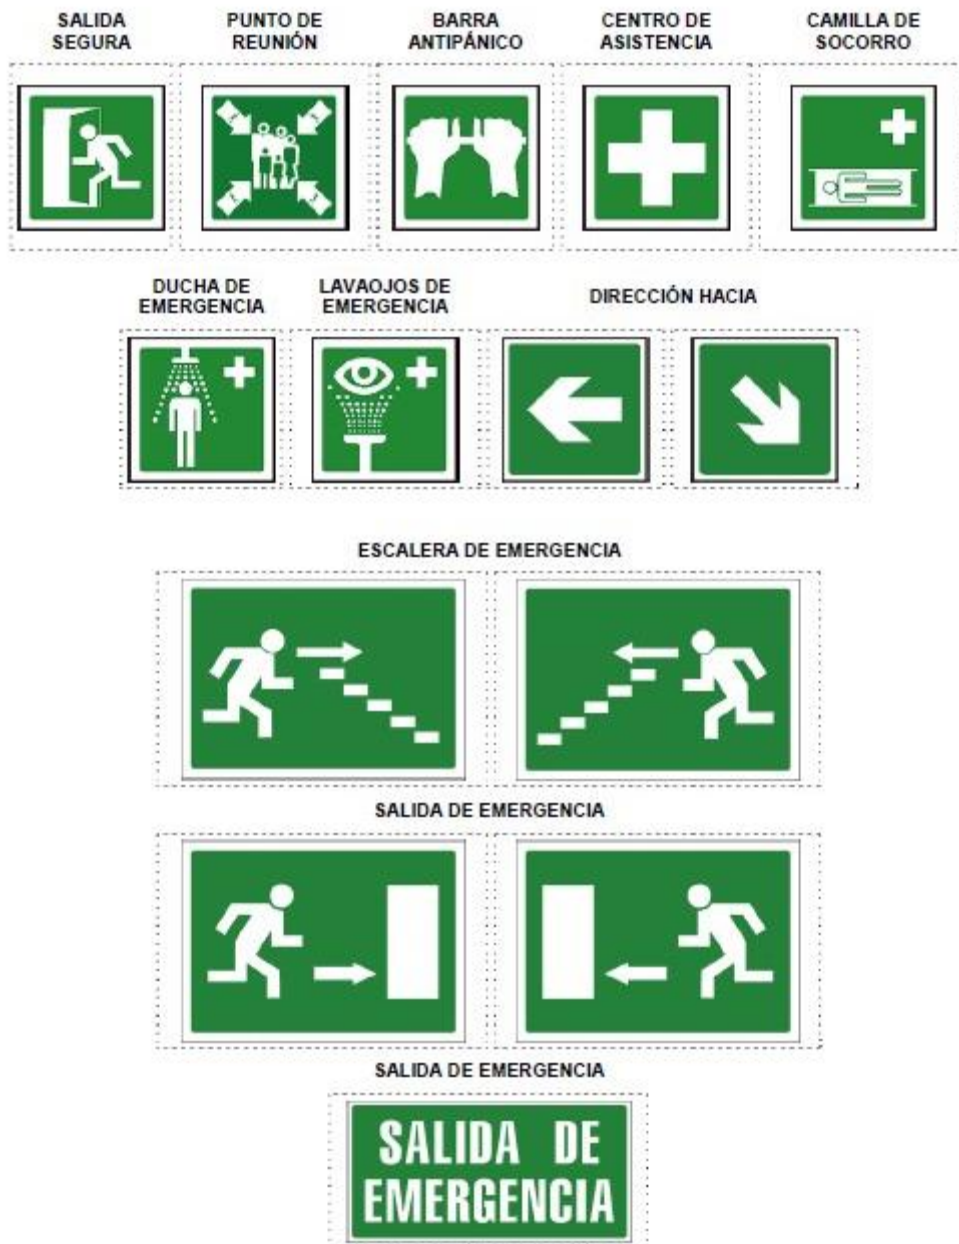 SALIDA
SEGURA
PUNTO DE
REUNIÓN
BARRA
ANTIPÁNICO
CENTRO DE
ASISTENCIA
CAMILLA DE
SOCORRO
DUCHA DE
EMERGENCIA
LAVAOJOS DE
EMERGENCIA
DIRECCIÓN HACIA
ESCALERA DE EMERGENCIA
SALIDA DE EMERGENCIA
SALIDA DE EMERGENCIA
SALIDA DE
EMERGENCIA